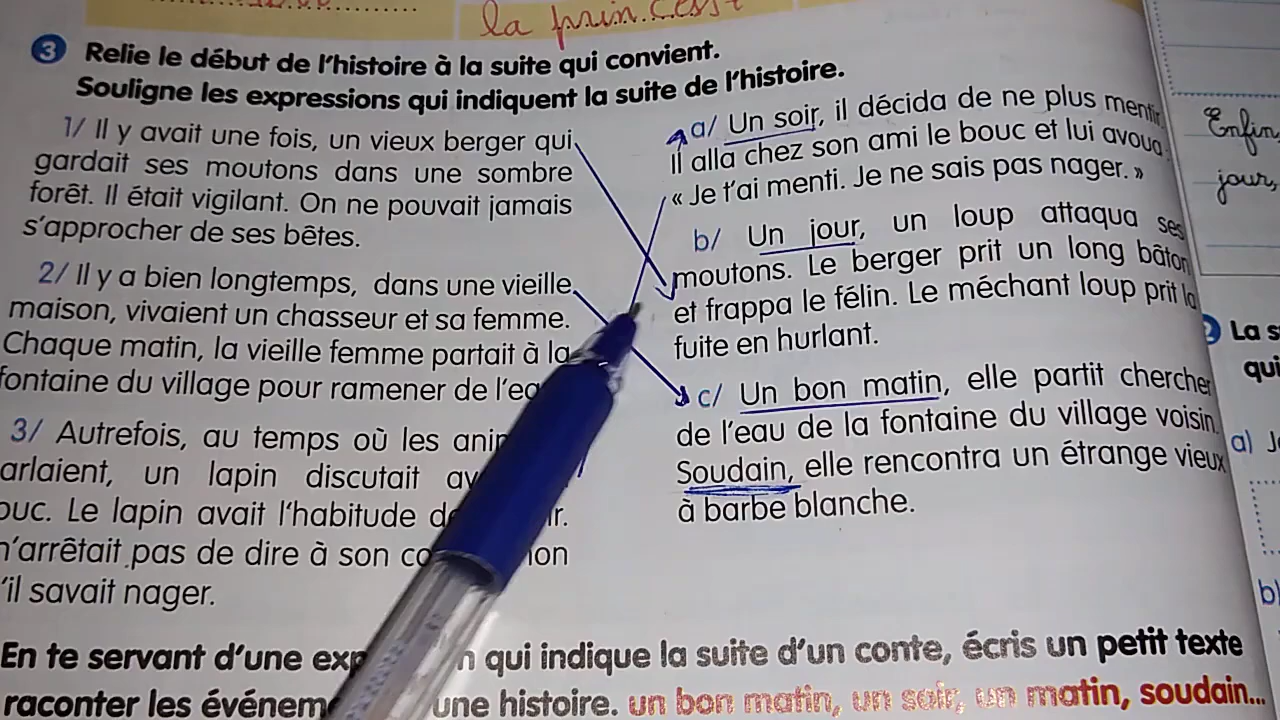 la princesse
3 Relie le début de l'histoire à la suite qui convient.
Souligne les expressions qui indiquent la suite de l'histoire.
1/ Il y avait une fois, un vieux berger qui
gardait ses moutons dans une sombre
forêt. Il était vigilant. On ne pouvait jamais
s'approcher de ses bêtes.
2/ Il y a bien longtemps, dans une vieille
maison, vivaient un chasseur et sa femme.
Chaque matin, la vieille femme partait à la
fontaine du village pour ramener de l'ea
3/ Autrefois, au temps où les ani
arlaient, un lapin discutait av
ouc. Le lapin avait l'habitude d ir.
n'arrêtait pas de dire à son co on
'il savait nager.
a/ Un soir, il décida de ne plus mentir.
Il alla chez son ami le bouc et lui avoua :
« Je t'ai menti. Je ne sais pas nager. »
b/ Un jour, un loup attaqua ses
moutons. Le berger prit un long bâton
et frappa le félin. Le méchant loup prit la
fuite en hurlant.
c/ Un bon matin, elle partit chercher
de l'eau de la fontaine du village voisin.
Soudain, elle rencontra un étrange vieux
à barbe blanche.
En te servant d'une exp n qui indique la suite d'un conte, écris un petit texte
raconter les événem une histoire. un bon matin, un soir, un matin, soudain...
Enfin,
jour,
La s
qui
a) J
b)